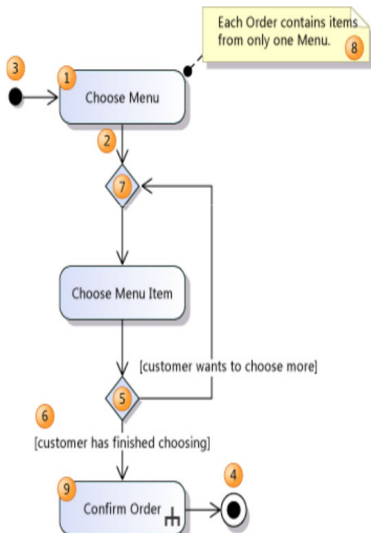 Each Order contains items
from only one Menu.
8
3
1
Choose Menu
2
7
Choose Menu Item
[customer wants to choose more]
5
6
[customer has finished choosing]
9
4
Confirm Order